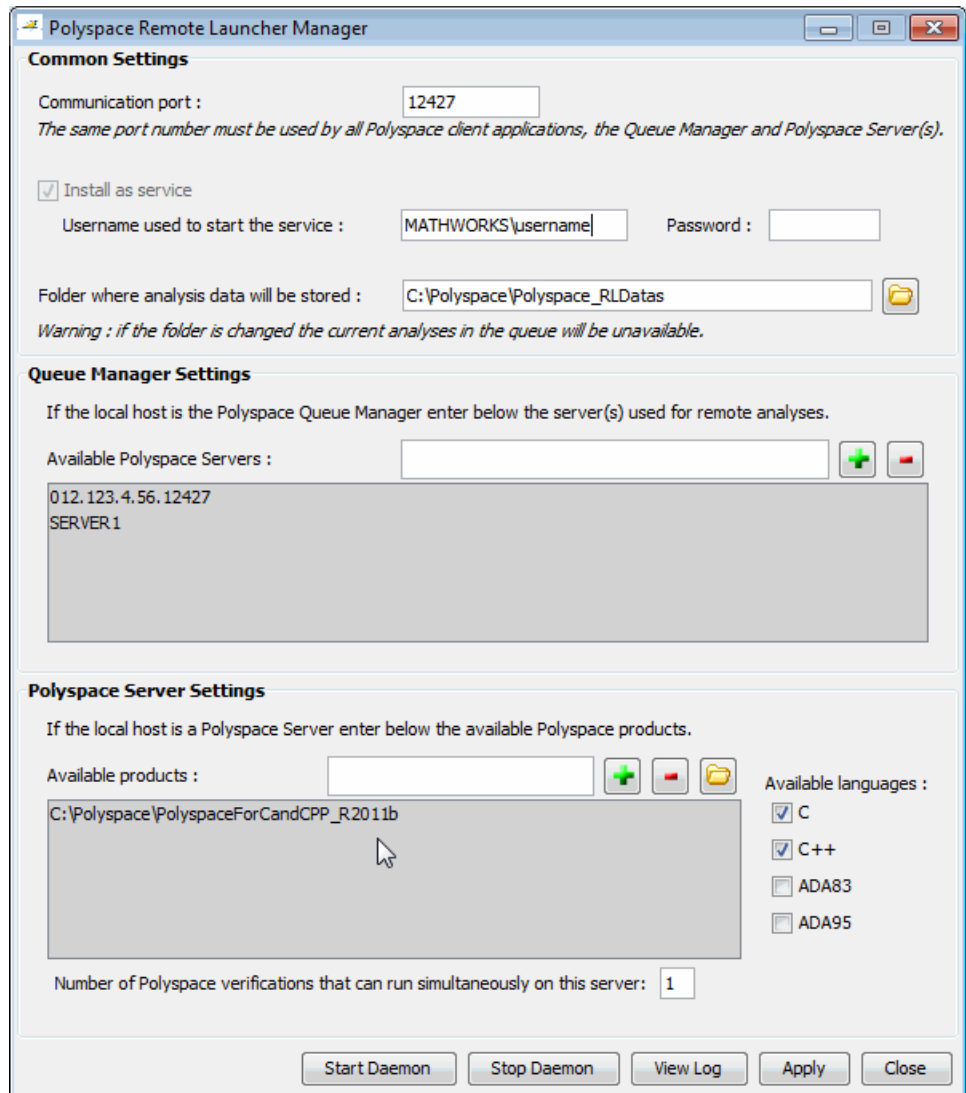 Polyspace Remote Launcher Manager
Common Settings
Communication port : 12427
The same port number must be used by all Polyspace client applications, the Queue Manager and Polyspace Server(s).
Install as service
Username used to start the service : MATHWORKS\username Password :
Folder where analysis data will be stored : C:\Polyspace\Polyspace_RLDatas
Warning : if the folder is changed the current analyses in the queue will be unavailable.
Queue Manager Settings
If the local host is the Polyspace Queue Manager enter below the server(s) used for remote analyses.
Available Polyspace Servers :
012.123.4.56.12427
SERVER1
Polyspace Server Settings
If the local host is a Polyspace Server enter below the available Polyspace products.
Available products :
Available languages :
C:\Polyspace\PolyspaceForCandCPP_R2011b
C
C++
ADA83
ADA95
Number of Polyspace verifications that can run simultaneously on this server: 1
Start Daemon Stop Daemon View Log Apply Close